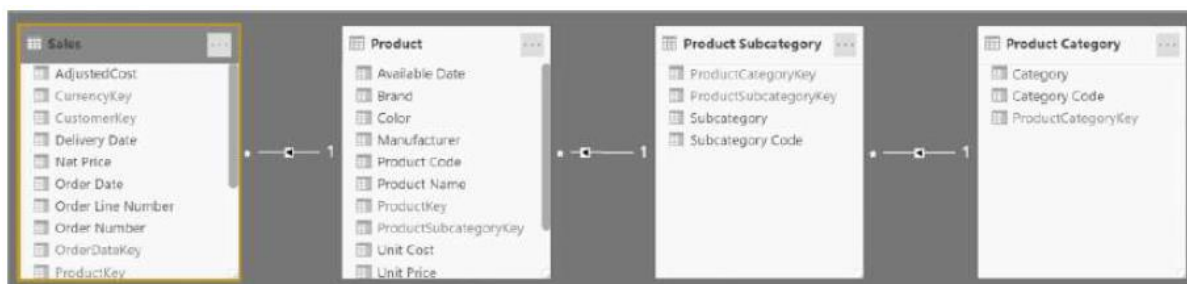 Sales
AdjustedCost
CurrencyKey
CustomerKey
Delivery Date
Net Price
Order Date
Order Line Number
Order Number
OrderDateKey
ProductKey
1
Product
Available Date
Brand
Color
Manufacturer
Product Code
Product Name
ProductKey
ProductSubcategoryKey
Unit Cost
Unit Price
1
Product Subcategory
ProductCategoryKey
ProductSubcategoryKey
Subcategory
Subcategory Code
1
Product Category
Category
Category Code
ProductCategoryKey